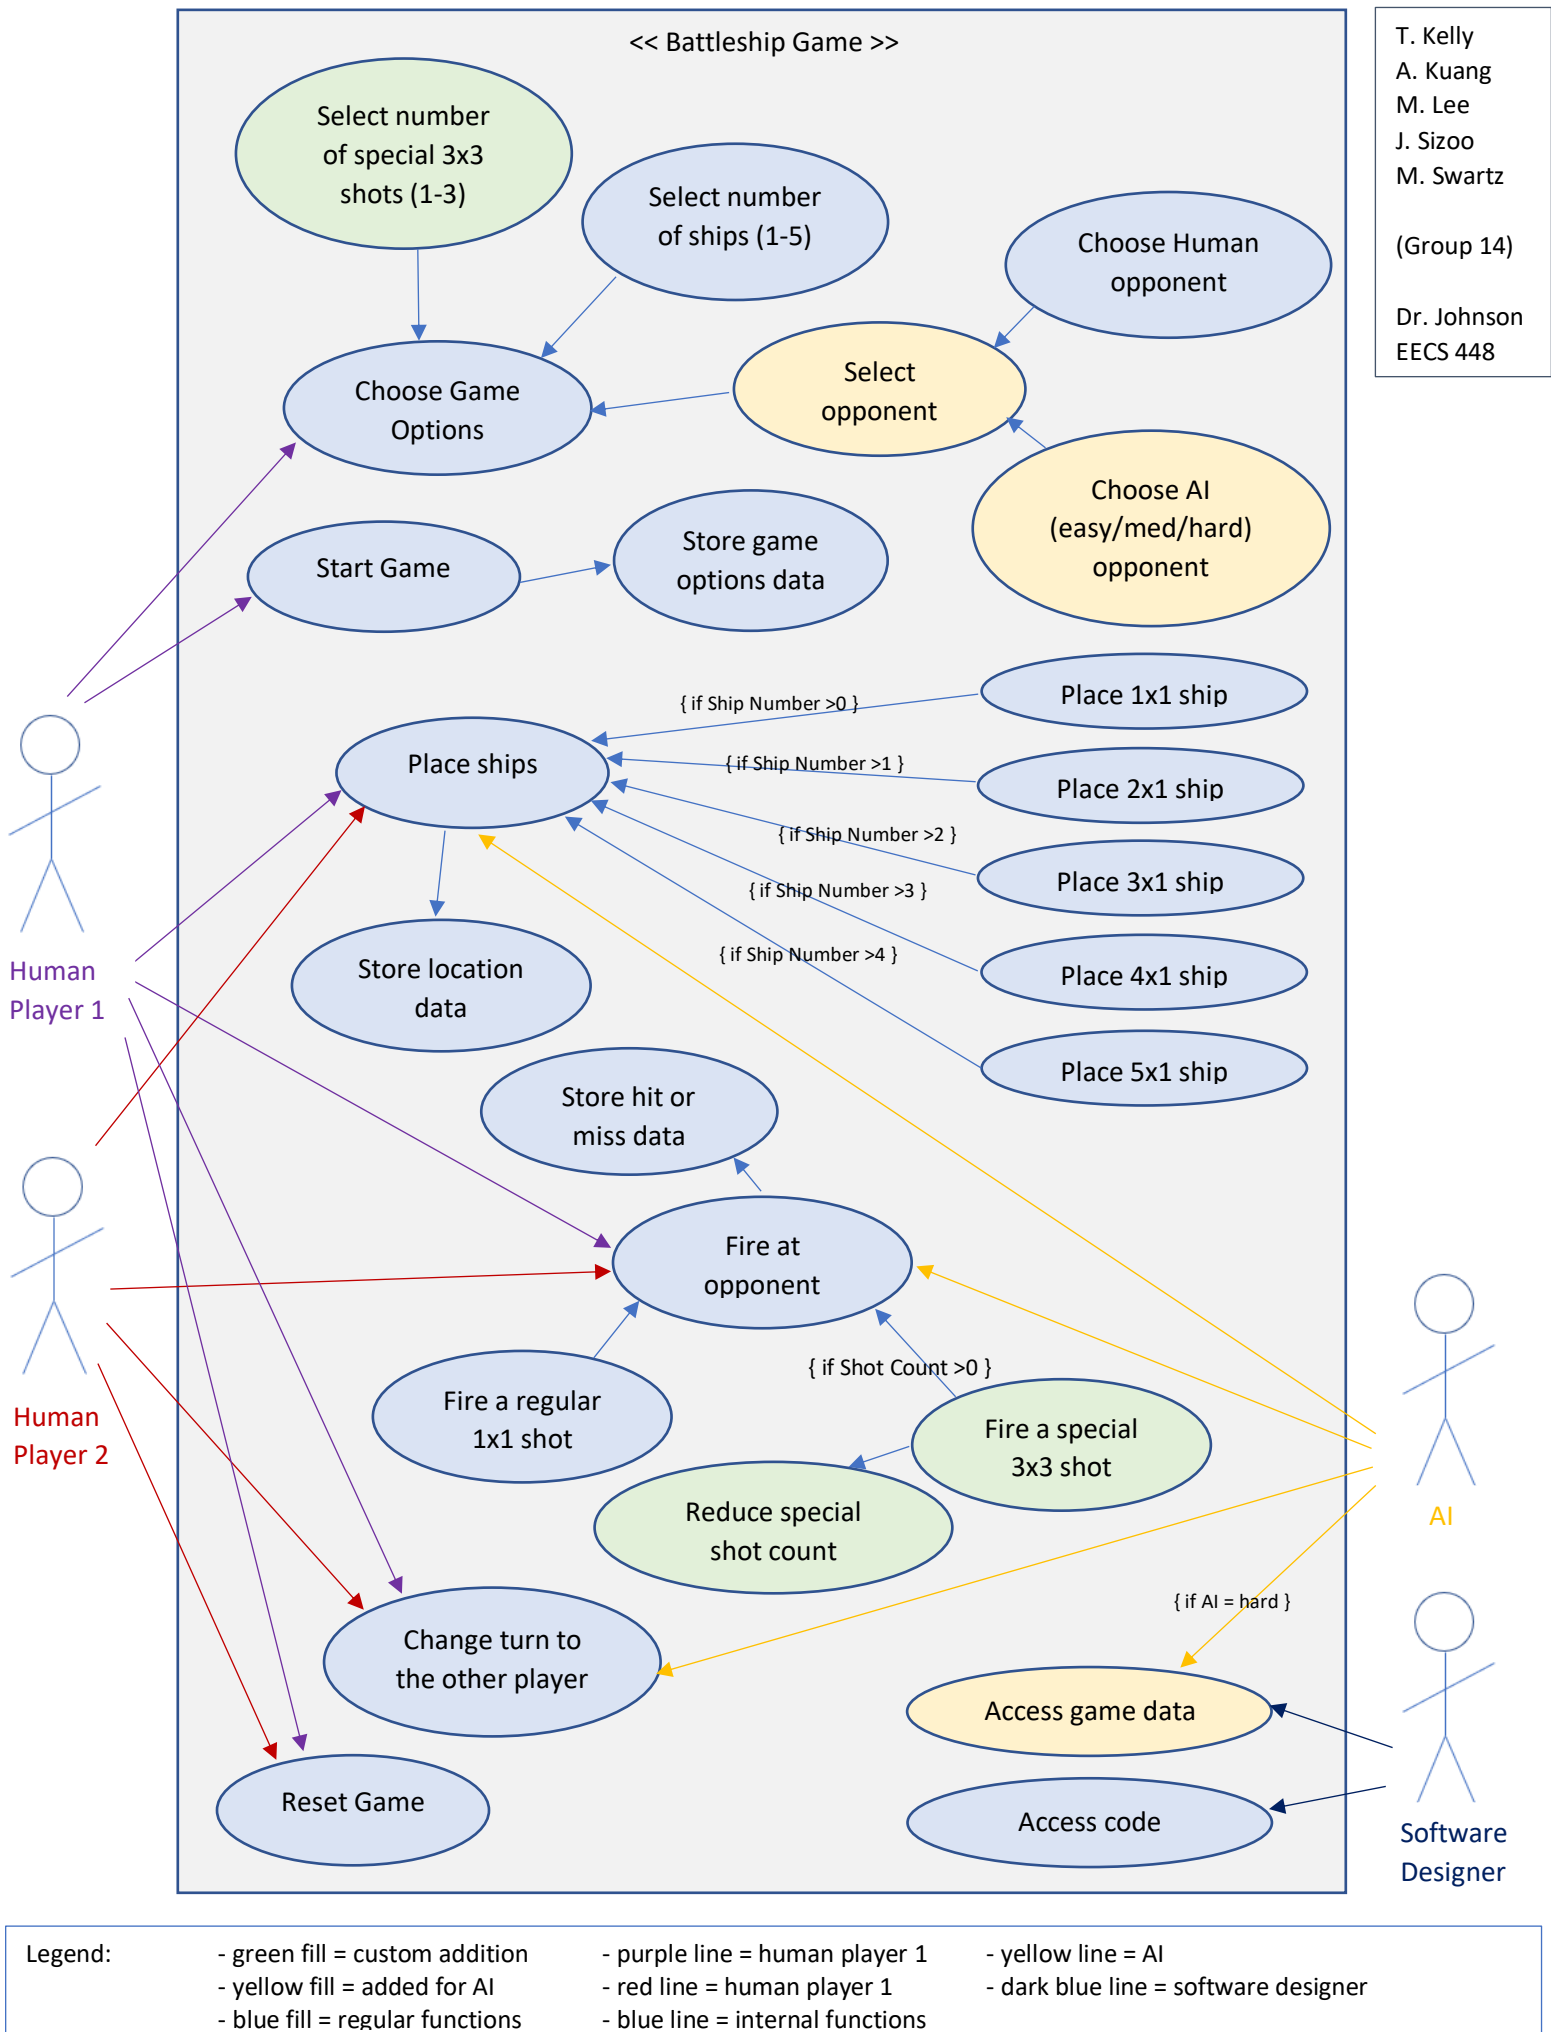 << Battleship Game >>
T. Kelly
A. Kuang
M. Lee
J. Sizoo
M. Swartz
(Group 14)
Dr. Johnson
EECS 448
Select number
of special 3x3
shots (1-3)
Select number
of ships (1-5)
Choose Human
opponent
Choose Game
Options
Select
opponent
Choose AI
(easy/med/hard)
opponent
Start Game
Store game
options data
Place ships
{ if Ship Number >0 }
Place 1x1 ship
{ if Ship Number >1 }
Place 2x1 ship
{ if Ship Number >2 }
Place 3x1 ship
{ if Ship Number >3 }
Place 4x1 ship
{ if Ship Number >4 }
Place 5x1 ship
Human
Player 1
Store location
data
Store hit or
miss data
Fire at
opponent
{ if Shot Count >0 }
Fire a regular
1x1 shot
Fire a special
3x3 shot
Human
Player 2
Reduce special
shot count
AI
{ if AI = hard }
Change turn to
the other player
Access game data
Reset Game
Access code
Software
Designer
Legend:
- green fill = custom addition
- yellow fill = added for AI
- blue fill = regular functions
- purple line = human player 1
- red line = human player 1
- blue line = internal functions
- yellow line = AI
- dark blue line = software designer